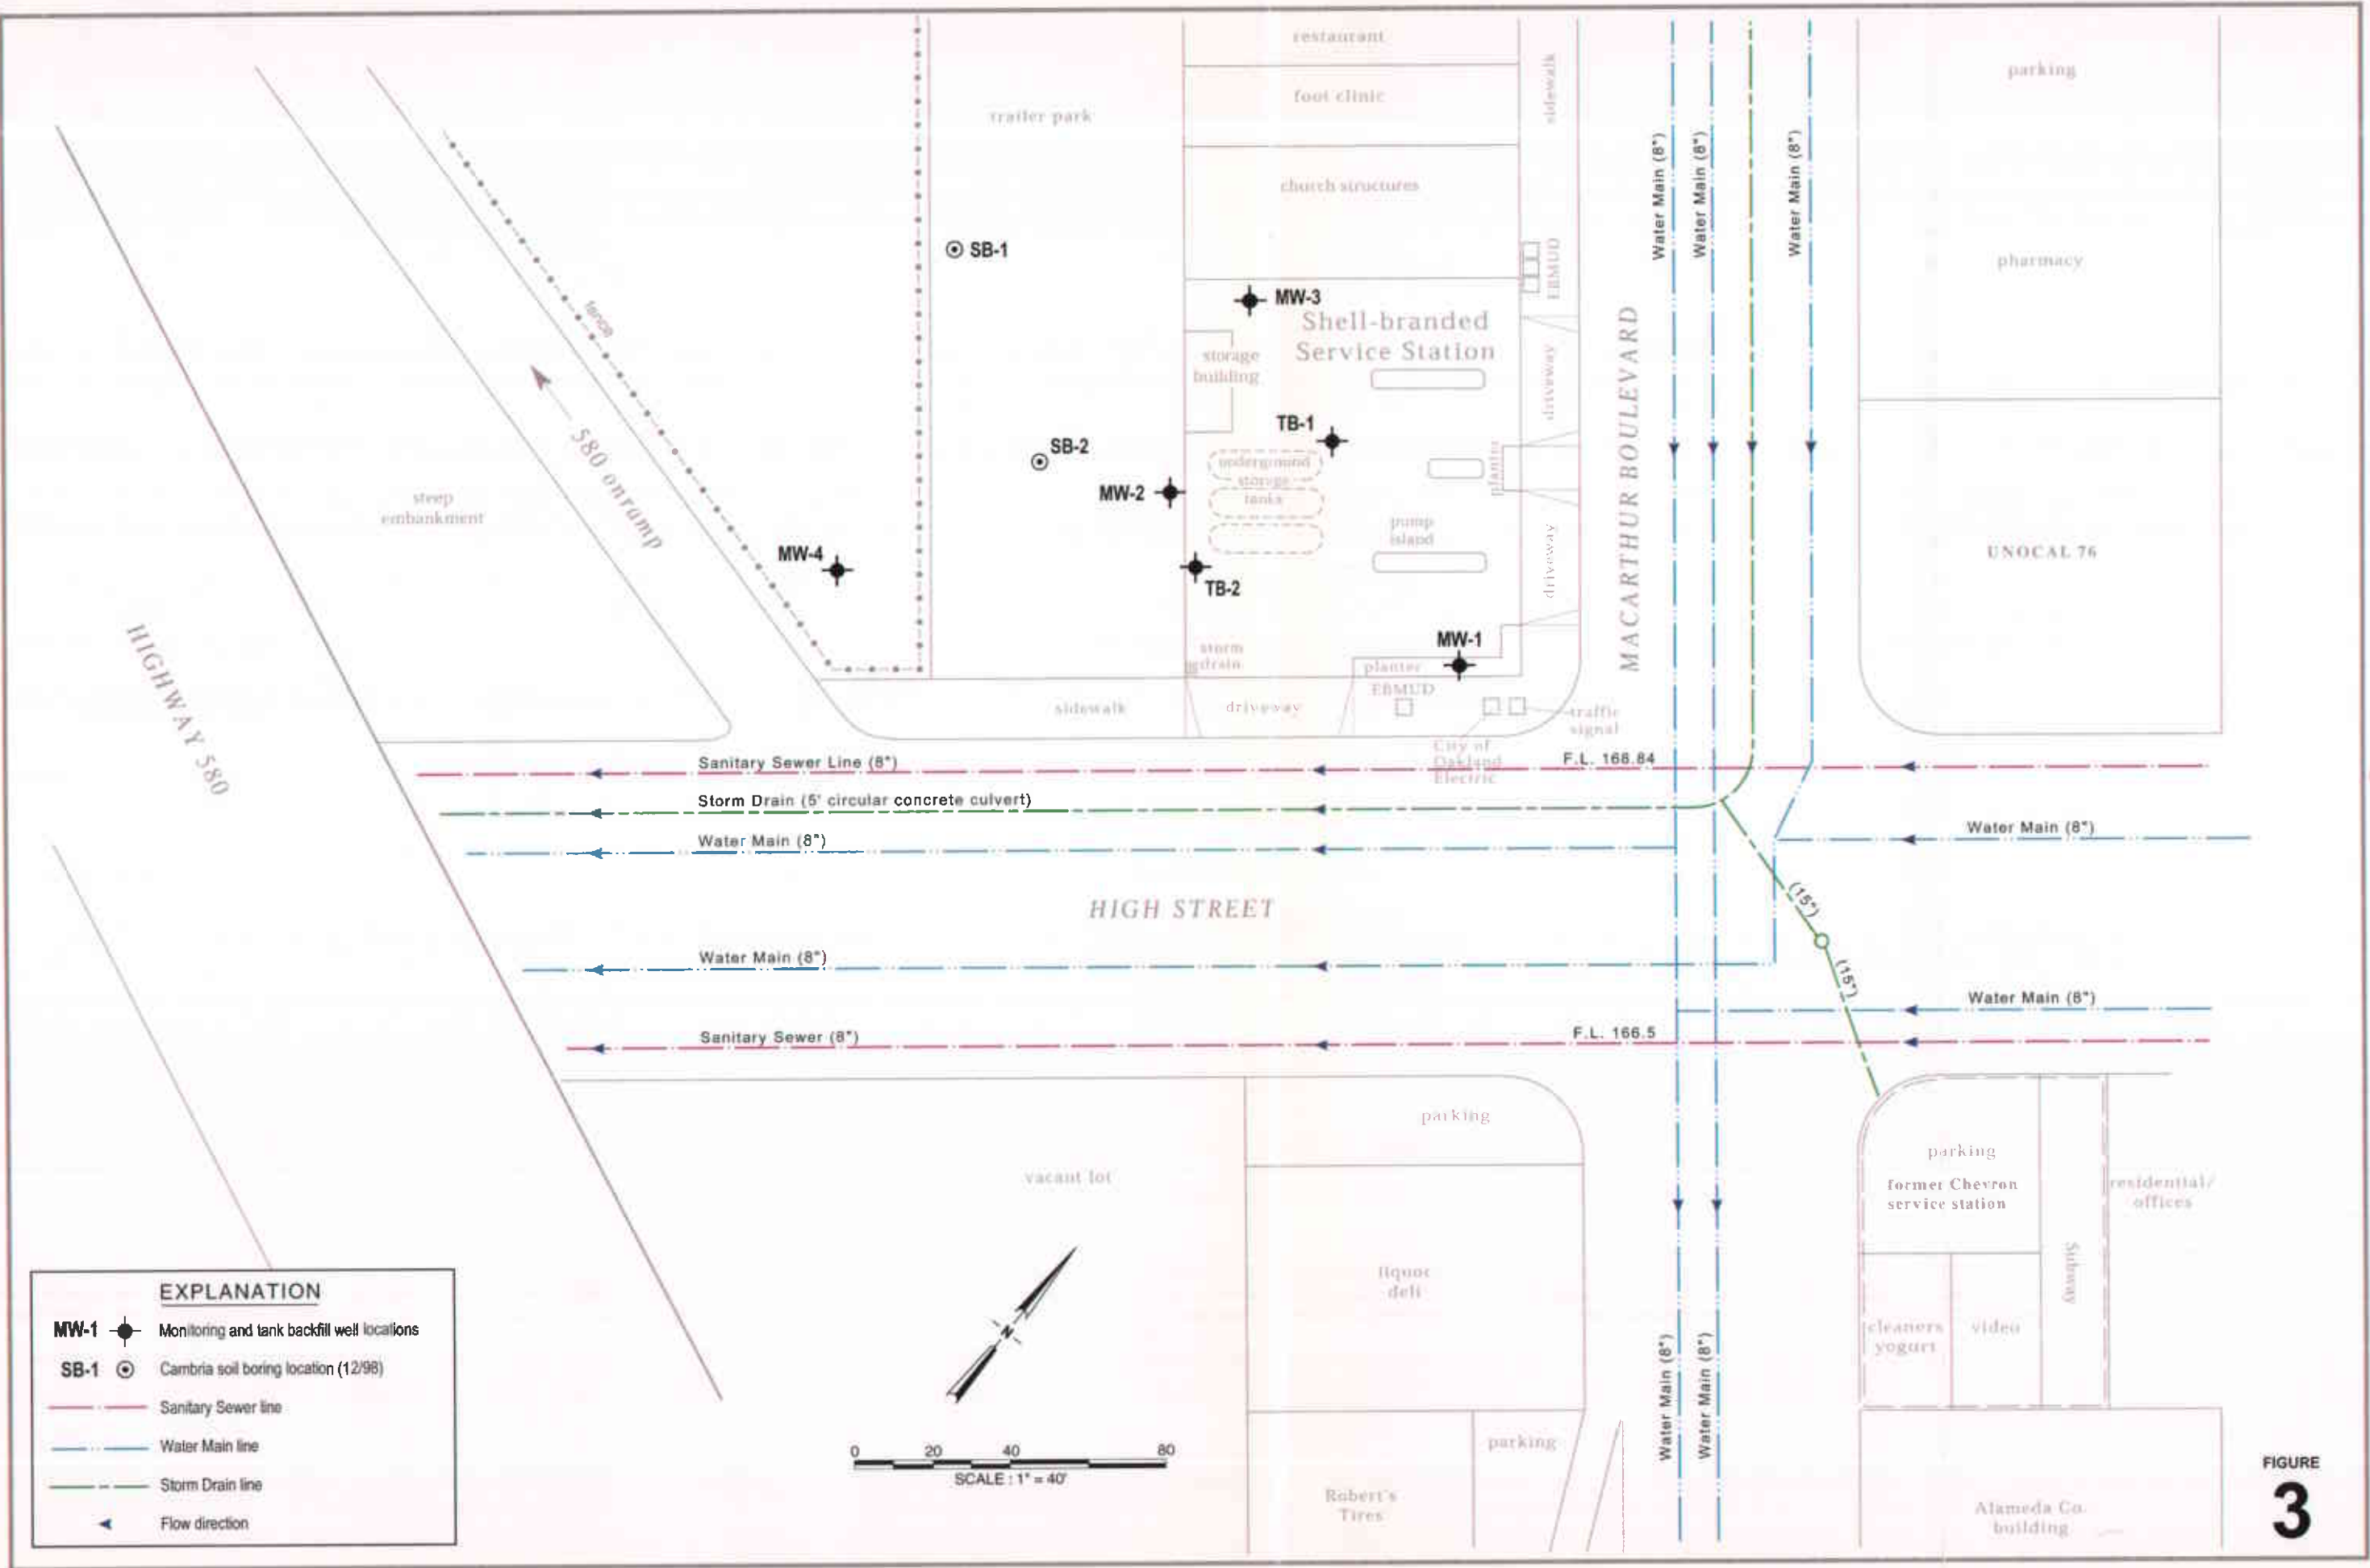 restaurant
foot clinic
church structures
trailer park
sidewalk
parking
pharmacy
UNOCAL 76
Water Main (8")
Water Main (8")
Water Main (8")
EBMUD
SB-1
MW-3
Shell-branded
Service Station
storage
building
fence
driveway
TB-1
SB-2
MW-2
underground
storage
tanks
planter
pump
island
driveway
MACARTHUR BOULEVARD
580 onramp
steep
embankment
MW-4
TB-2
MW-1
storm
drain
planter
EBMUD
sidewalk
driveway
traffic
signal
City of
Oakland
Electric
HIGHWAY 580
Sanitary Sewer Line (8")
F.L. 168.84
Storm Drain (5' circular concrete culvert)
Water Main (8")
Water Main (8")
(15")
HIGH STREET
Water Main (8")
(15")
Water Main (8")
Sanitary Sewer (8")
F.L. 166.5
parking
vacant lot
liquor
deli
parking
former Chevron
service station
residential/
offices
Subway
cleaners
yogurt
video
Water Main (8")
Water Main (8")
parking
Robert's
Tires
Alameda Co.
building
N
0 20 40 80
SCALE : 1" = 40'
EXPLANATION
MW-1 Monitoring and tank backfill well locations
SB-1 Cambria soil boring location (12/98)
Sanitary Sewer line
Water Main line
Storm Drain line
Flow direction
FIGURE
3